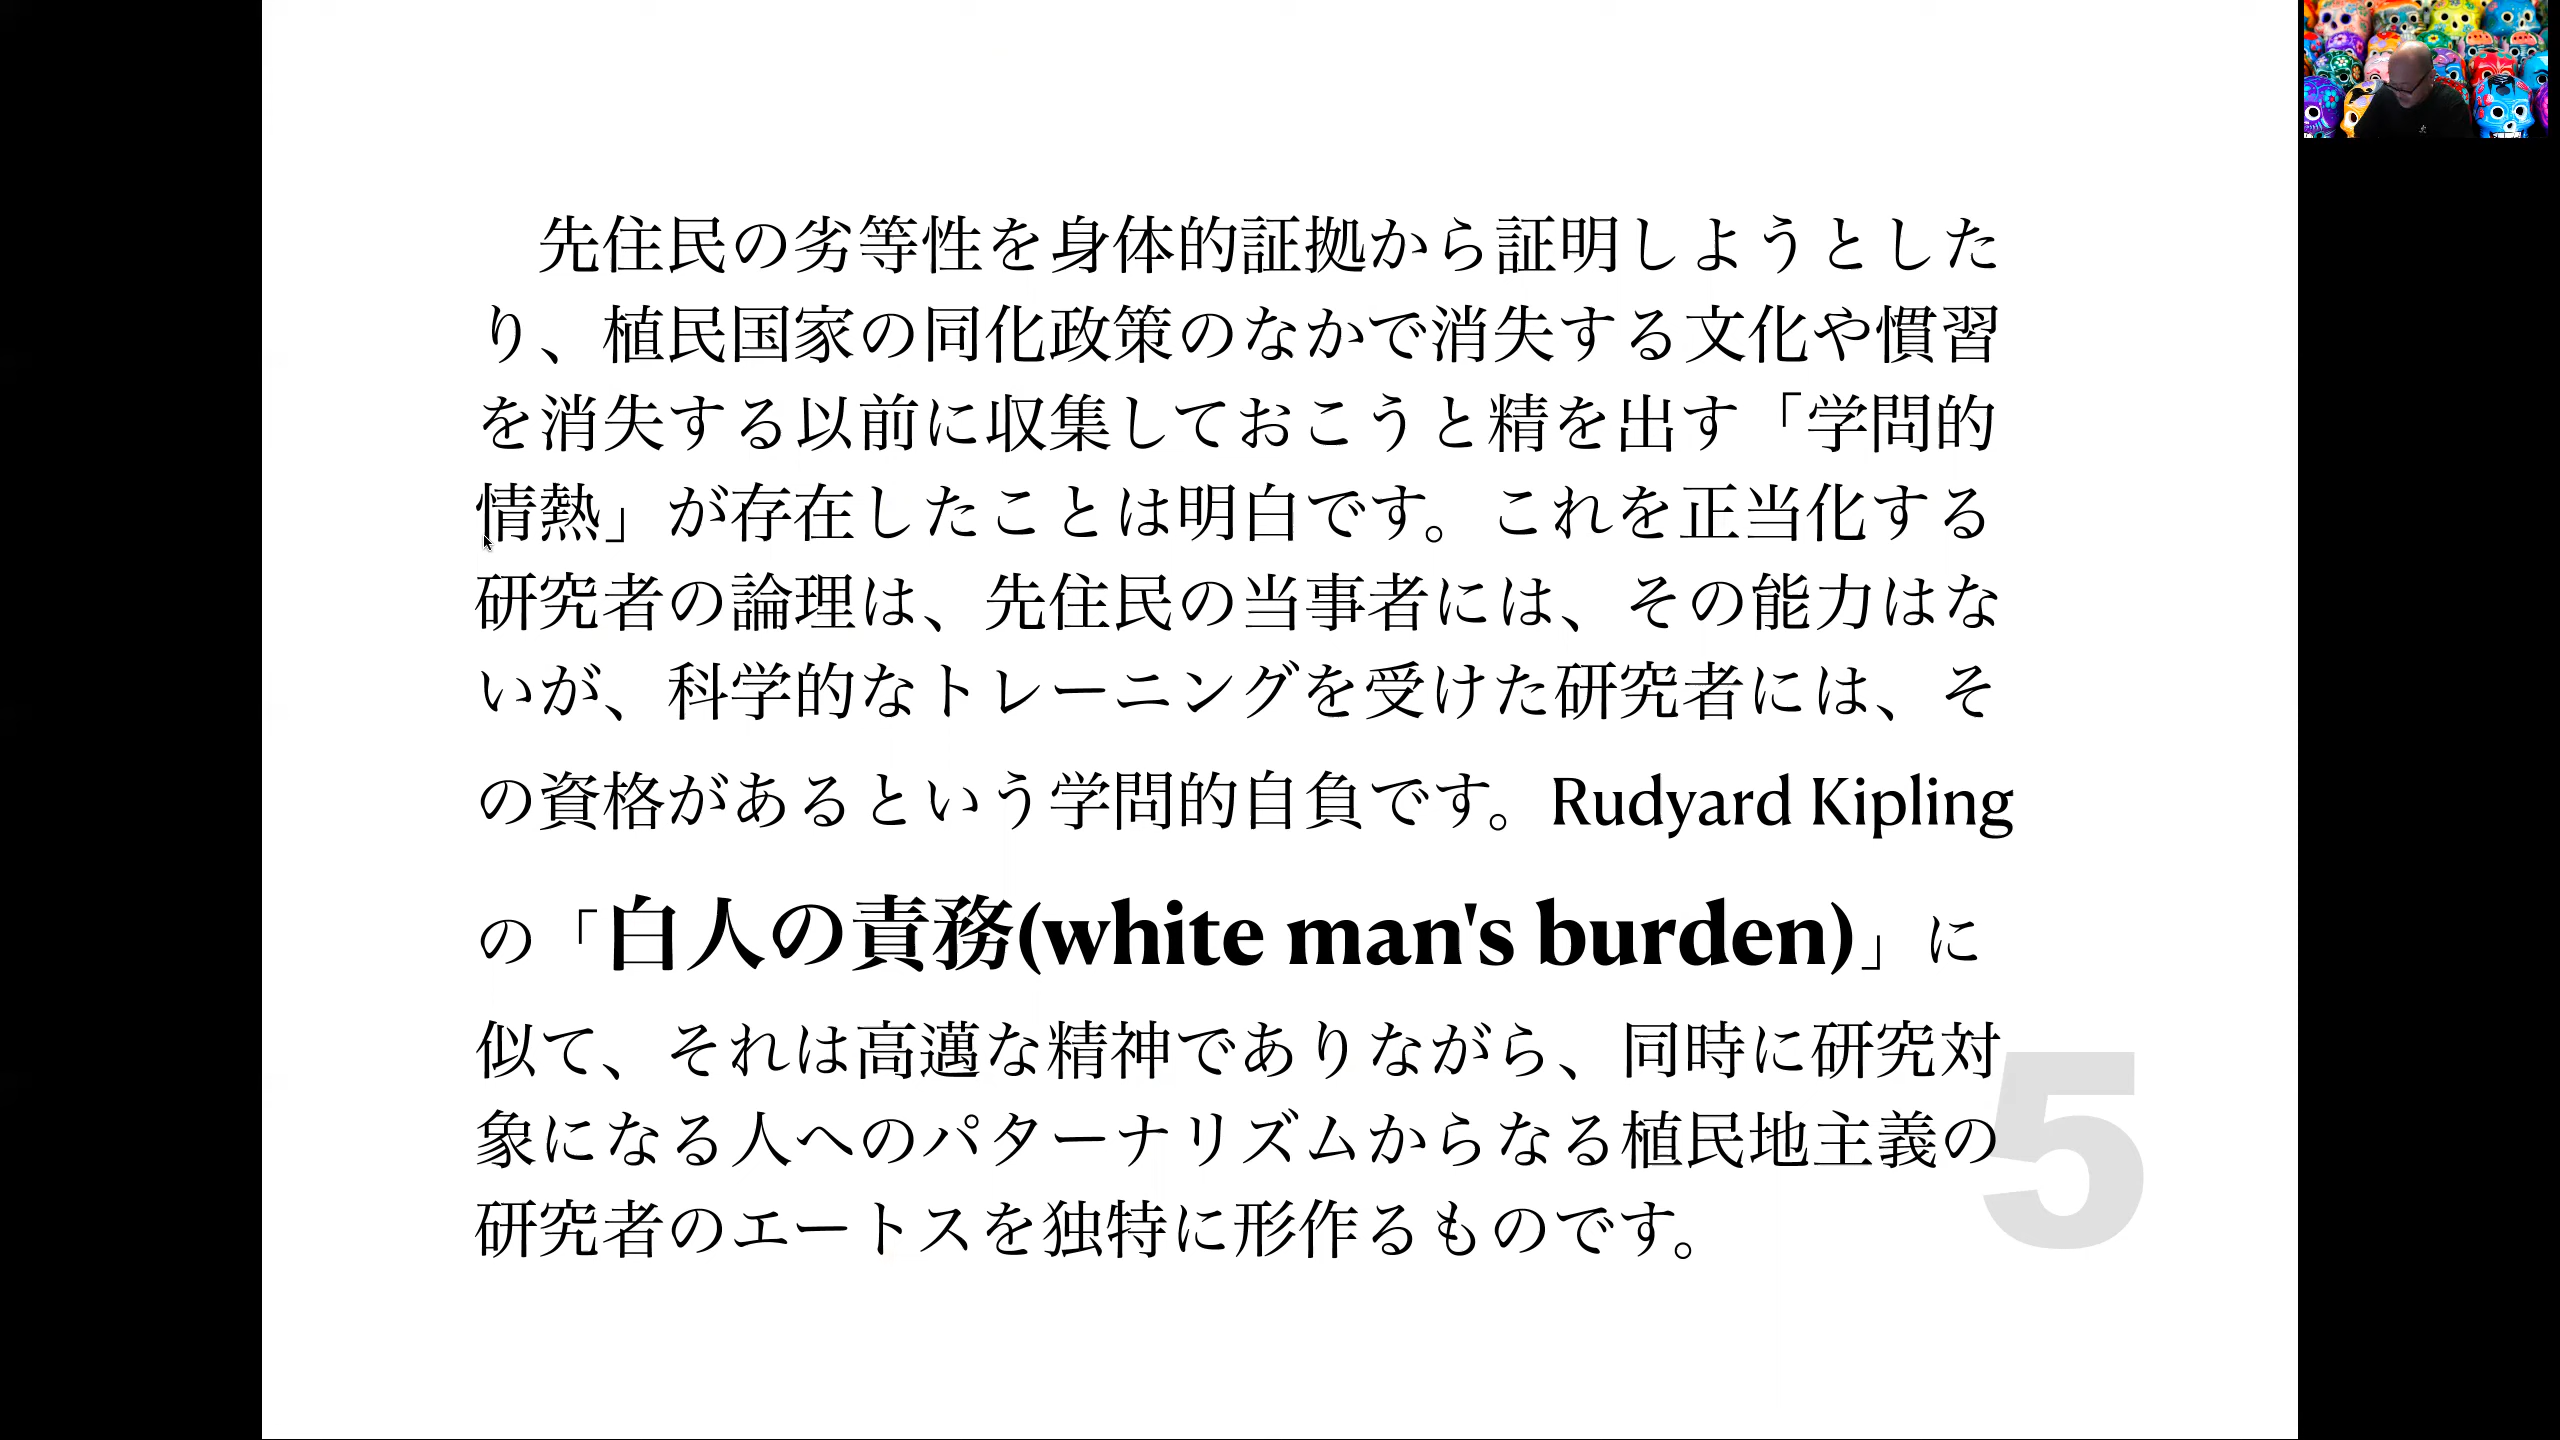 先住民の劣等性を身体的証拠から証明しようとした
り、植民国家の同化政策のなかで消失する文化や慣習
を消失する以前に収集しておこうと精を出す「学問的
情熱」が存在したことは明白です。これを正当化する
研究者の論理は、先住民の当事者には、その能力はな
いが、科学的なトレーニングを受けた研究者には、そ
の資格があるという学問的自負です。Rudyard Kipling
の「白人の責務(white man's burden)」に
似て、それは高邁な精神でありながら、同時に研究対
象になる人へのパターナリズムからなる植民地主義の
研究者のエートスを独特に形作るものです。
5